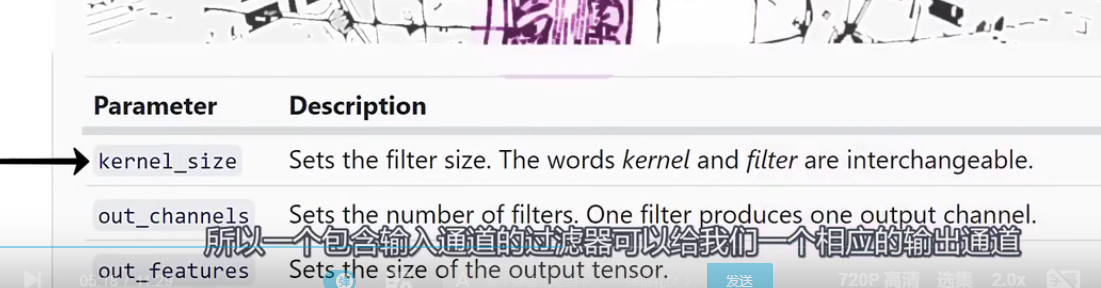 Parameter Description
kernel_size Sets the filter size. The words kernel and filter are interchangeable.
out_channels Sets the number of filters. One filter produces one output channel.
所以一个包含输入通道的过滤器可以给我们一个相应的输出通道
out_features Sets the size of the output tensor.
05:18 发送 720P 高清 选集 2.0x